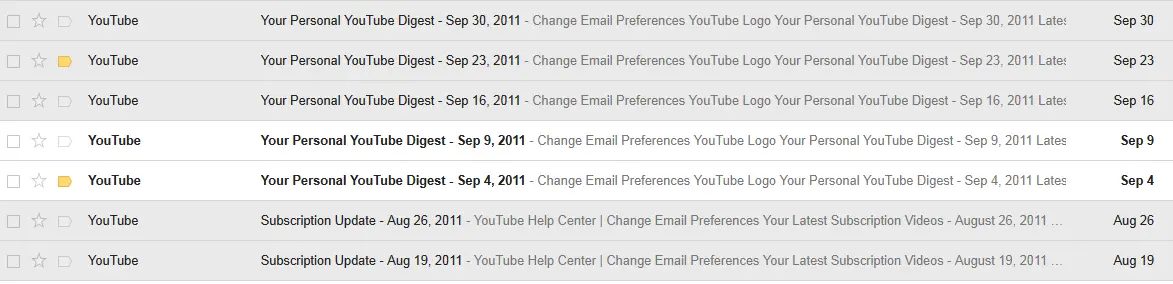 YouTube Your Personal YouTube Digest - Sep 30, 2011 - Change Email Preferences YouTube Logo Your Personal YouTube Digest - Sep 30, 2011 Lates Sep 30
YouTube Your Personal YouTube Digest - Sep 23, 2011 - Change Email Preferences YouTube Logo Your Personal YouTube Digest - Sep 23, 2011 Lates Sep 23
YouTube Your Personal YouTube Digest - Sep 16, 2011 - Change Email Preferences YouTube Logo Your Personal YouTube Digest - Sep 16, 2011 Lates Sep 16
YouTube Your Personal YouTube Digest - Sep 9, 2011 - Change Email Preferences YouTube Logo Your Personal YouTube Digest - Sep 9, 2011 Lates Sep 9
YouTube Your Personal YouTube Digest - Sep 4, 2011 - Change Email Preferences YouTube Logo Your Personal YouTube Digest - Sep 4, 2011 Lates Sep 4
YouTube Subscription Update - Aug 26, 2011 - YouTube Help Center | Change Email Preferences Your Latest Subscription Videos - August 26, 2011 ... Aug 26
YouTube Subscription Update - Aug 19, 2011 - YouTube Help Center | Change Email Preferences Your Latest Subscription Videos - August 19, 2011 ... Aug 19